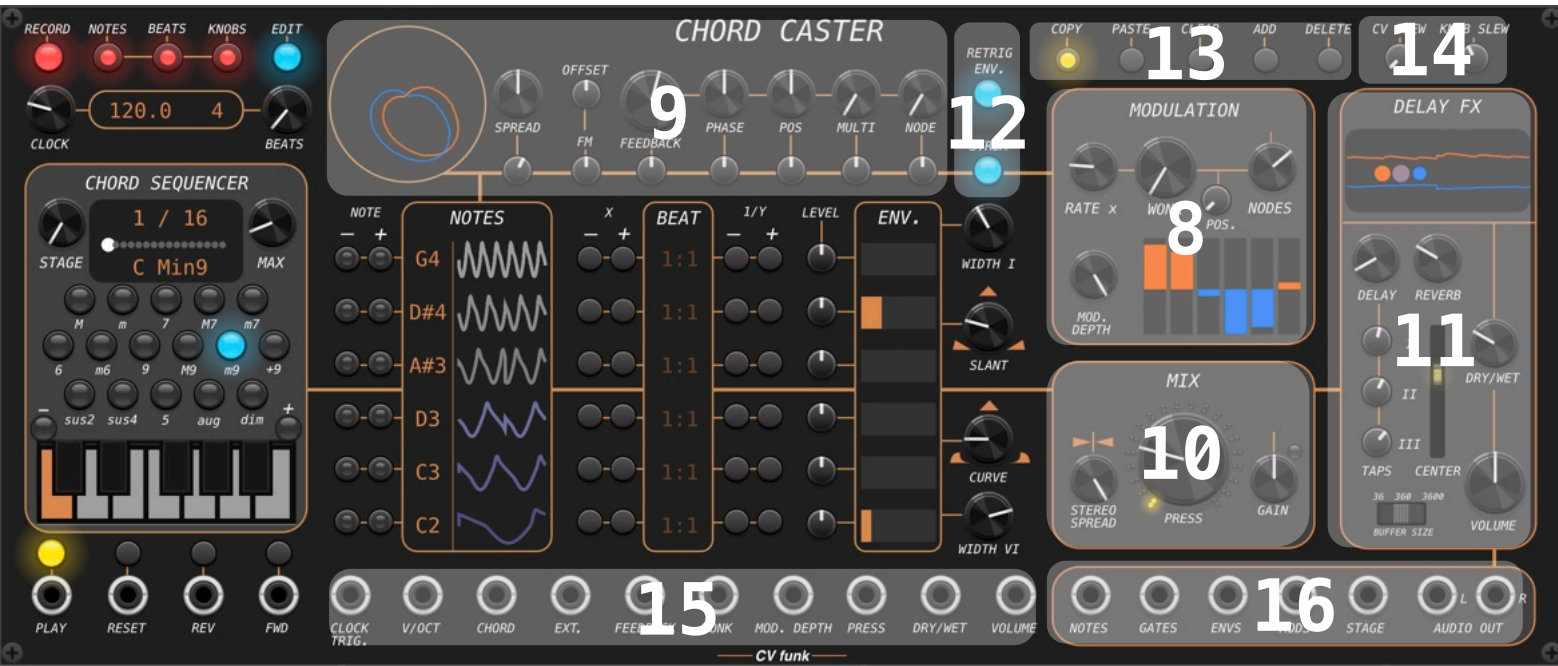 CHORD CASTER
RECORD NOTES BEATS KNOBS EDIT
120.0 4
CLOCK BEATS
OFFSET
SPREAD FM FEEDBACK PHASE POS MULTI NODE
9
RETRIG
ENV.
12
COPY PASTE ADD DELETE
13
14
CHORD SEQUENCER
1 / 16
C Min9
STAGE MAX
M m 7 M7 m7
6 m6 9 M9 m9 +9
sus2 sus4 5 aug dim
− +
NOTE
− +
NOTES
X
− +
BEAT
1/Y
− +
LEVEL
ENV.
G4 1:1
D#4 1:1
A#3 1:1
D3 1:1
C3 1:1
C2 1:1
WIDTH I
SLANT
CURVE
WIDTH VI
MODULATION
RATE x NODES
POS.
8
MOD.
DEPTH
MIX
10
STEREO
SPREAD
PRESS
GAIN
DELAY FX
DELAY REVERB
11
DRY/WET
II
III
TAPS CENTER
36 360 3600
BUFFER SIZE
VOLUME
PLAY RESET REV FWD
CLOCK
TRIG.
V/OCT CHORD EXT. MOD. DEPTH PRESS DRY/WET VOLUME
15
NOTES GATES ENVS STAGE AUDIO OUT
L R
16
CV funk